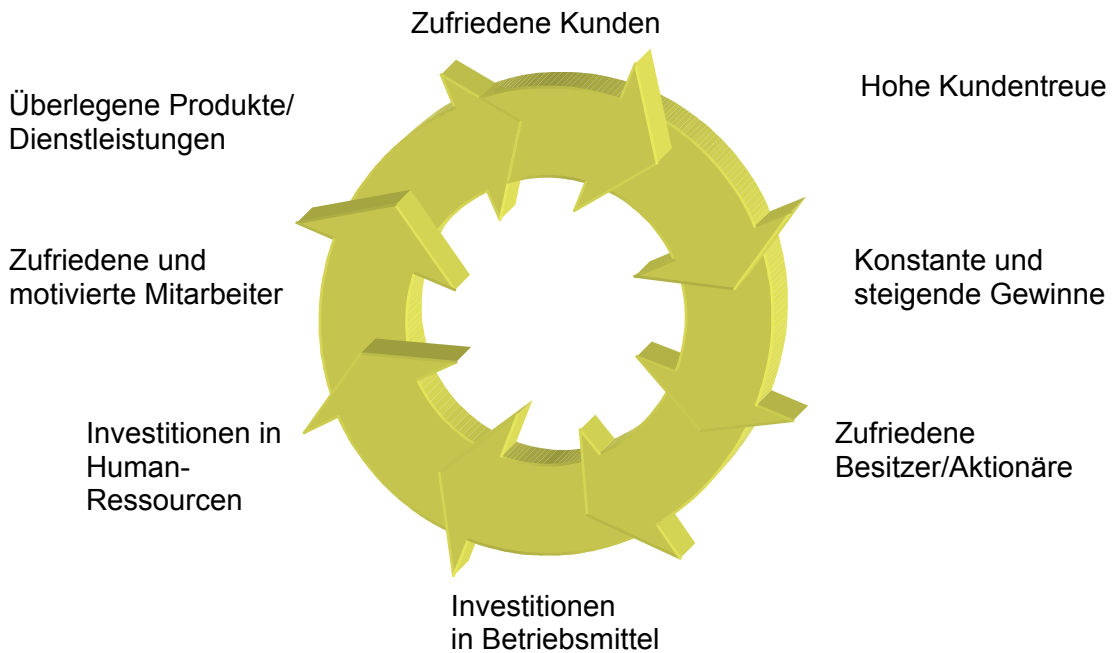 Zufriedene Kunden
Hohe Kundentreue
Konstante und
steigende Gewinne
Zufriedene
Besitzer/Aktionäre
Investitionen
in Betriebsmittel
Investitionen in
Human-
Ressourcen
Zufriedene und
motivierte Mitarbeiter
Überlegene Produkte/
Dienstleistungen